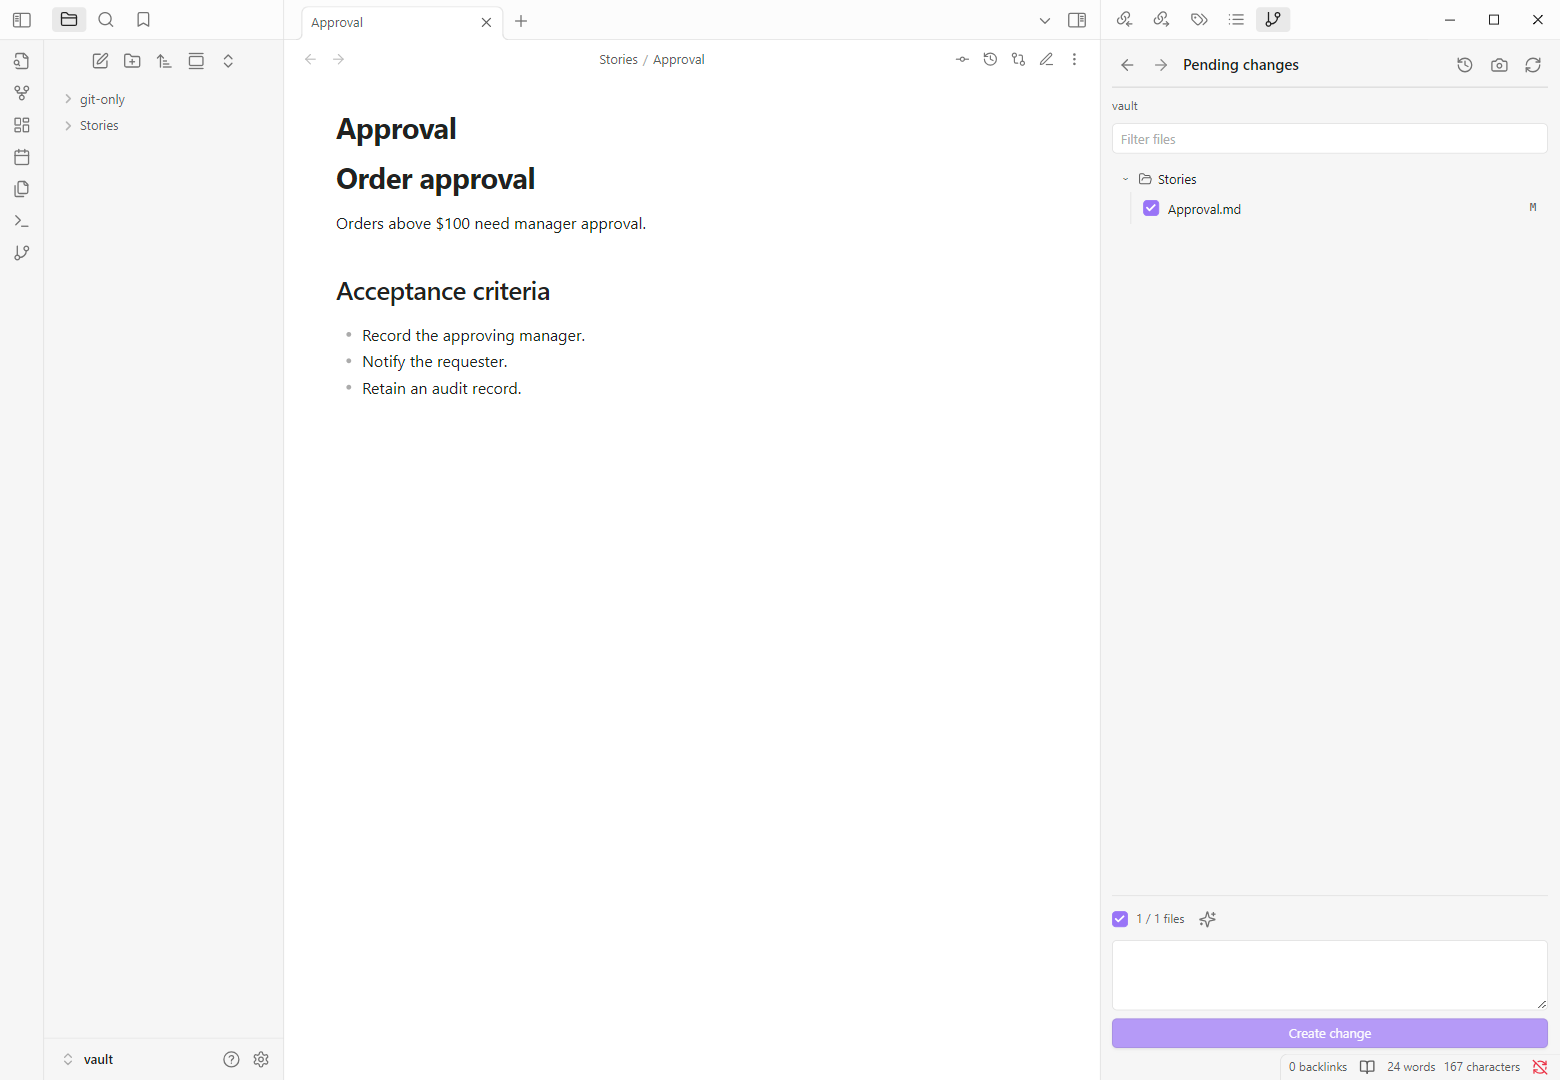 Approval
Stories / Approval
git-only
Stories
Approval
Order approval
Orders above $100 need manager approval.
Acceptance criteria
Record the approving manager.
Notify the requester.
Retain an audit record.
vault
Pending changes
vault
Filter files
Stories
Approval.md M
1 / 1 files
Create change
0 backlinks 24 words 167 characters